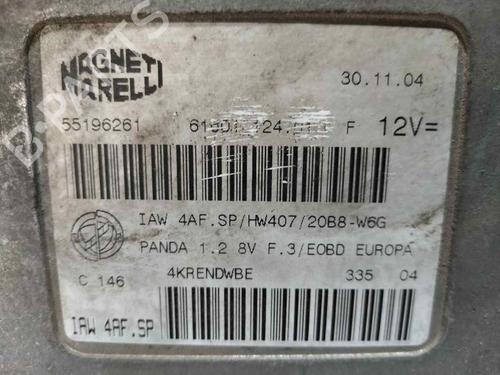 MAGNETI
MARELLI
30.11.04
55196261
F
12V=
IAW 4AF.SP/HW407/20B8-W6G
PANDA 1.2 8V F.3/EOBD EUROPA
C 146
4KRENDWBE
335
04
IAW 4AF.SP
B-PARTS